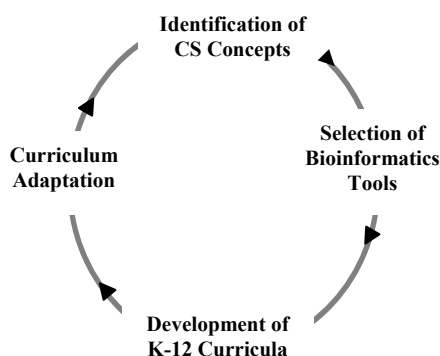 Identification of
CS Concepts
Selection of
Bioinformatics
Tools
Development of
K-12 Curricula
Curriculum
Adaptation